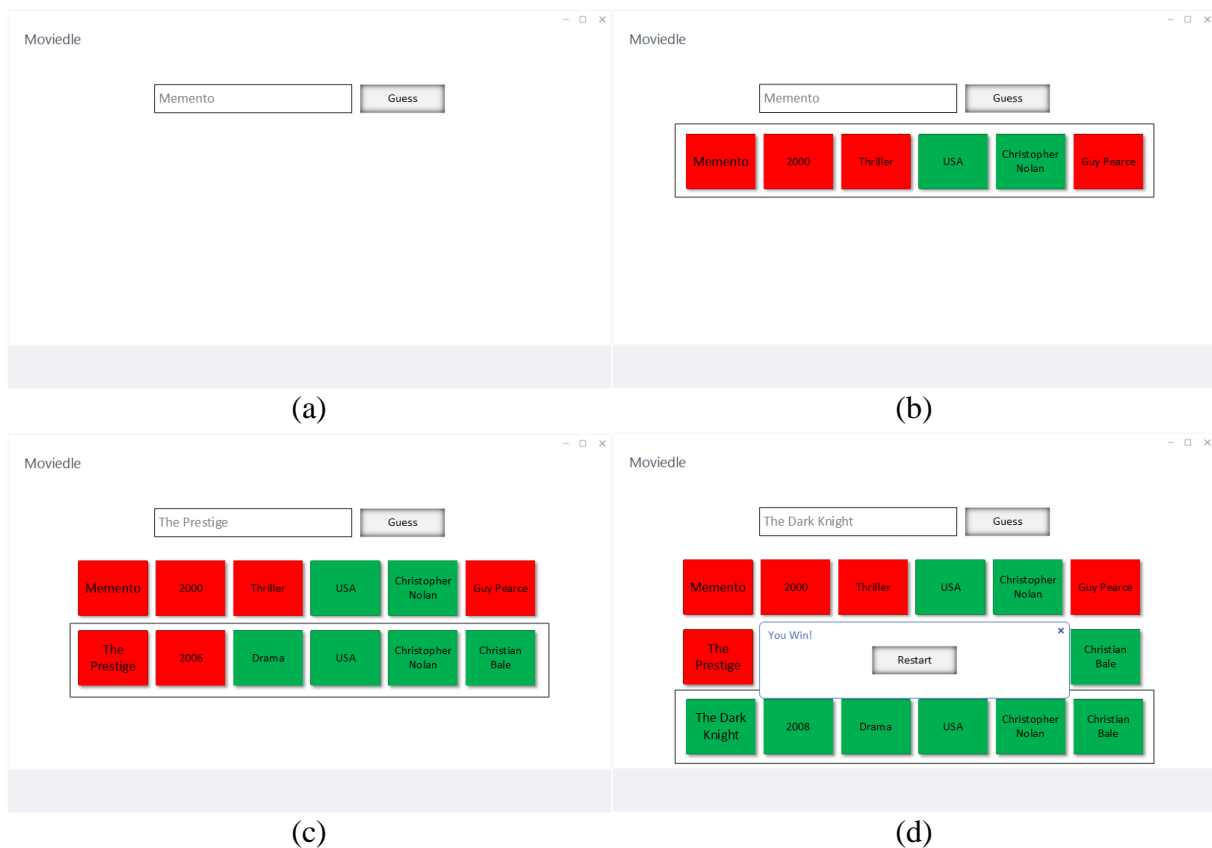 Moviedle
Memento Guess
(a)
Moviedle
Memento Guess
Memento 2000 Thriller USA Christopher Nolan Guy Pearce
(b)
Moviedle
The Prestige Guess
Memento 2000 Thriller USA Christopher Nolan Guy Pearce
The Prestige 2006 Drama USA Christopher Nolan Christian Bale
(c)
Moviedle
The Dark Knight Guess
Memento 2000 Thriller USA Christopher Nolan Guy Pearce
You Win!
The Prestige Restart Christian Bale
The Dark Knight 2008 Drama USA Christopher Nolan Christian Bale
(d)